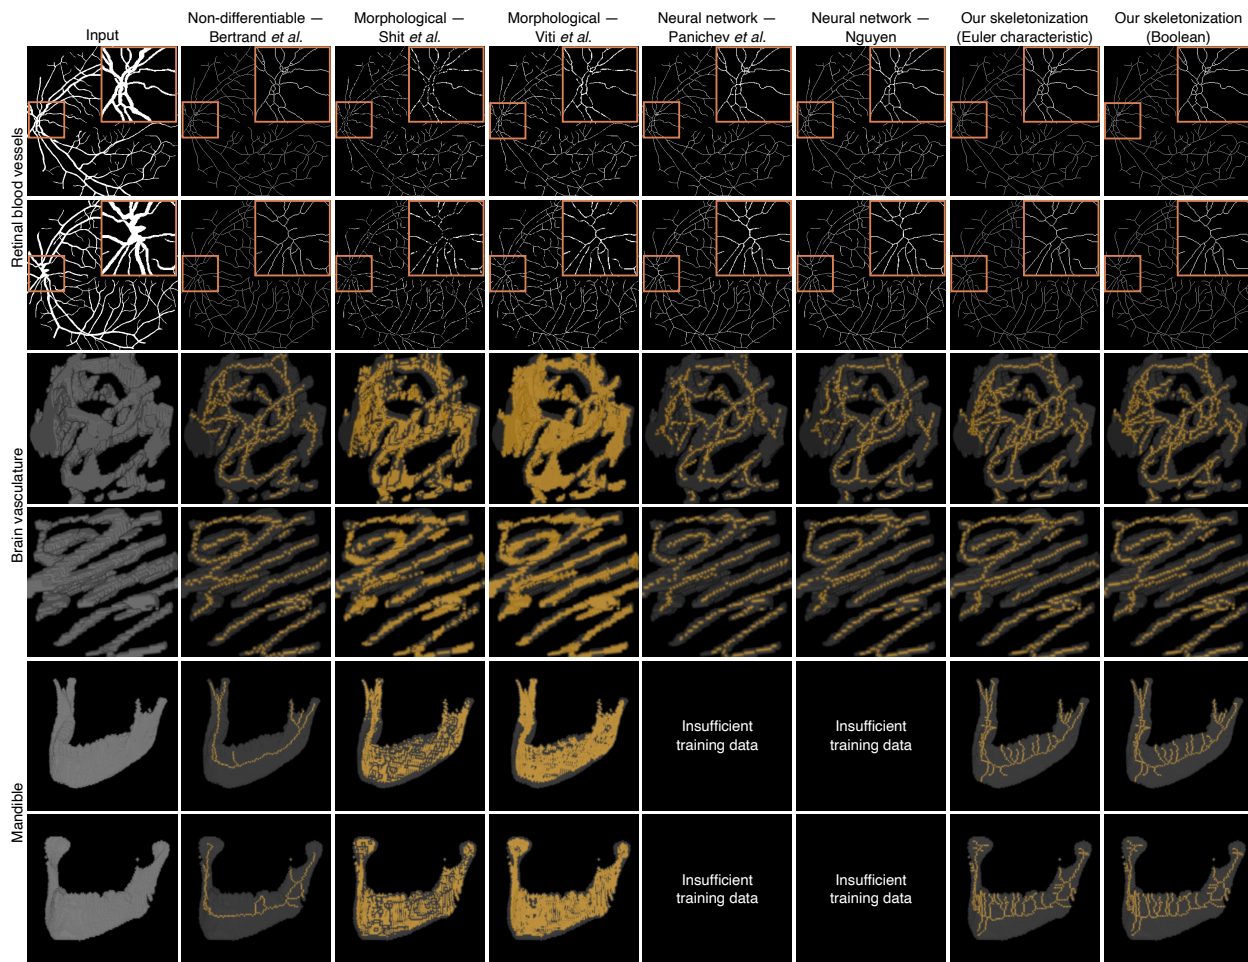 Input
Non-differentiable —
Bertrand et al.
Morphological —
Shit et al.
Morphological —
Viti et al.
Neural network —
Panichev et al.
Neural network —
Nguyen
Our skeletonization
(Euler characteristic)
Our skeletonization
(Boolean)
Retinal blood vessels
Brain vasculature
Mandible
Insufficient
training data
Insufficient
training data
Insufficient
training data
Insufficient
training data